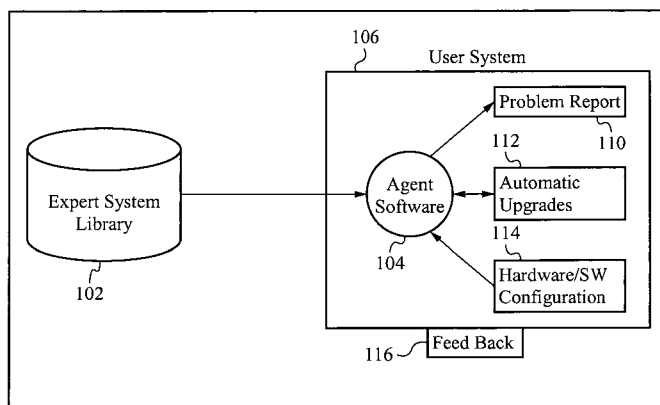 106
User System
Problem Report
110
112
Agent
Software
Automatic
Upgrades
Expert System
Library
104
114
102
Hardware/SW
Configuration
116
Feed Back